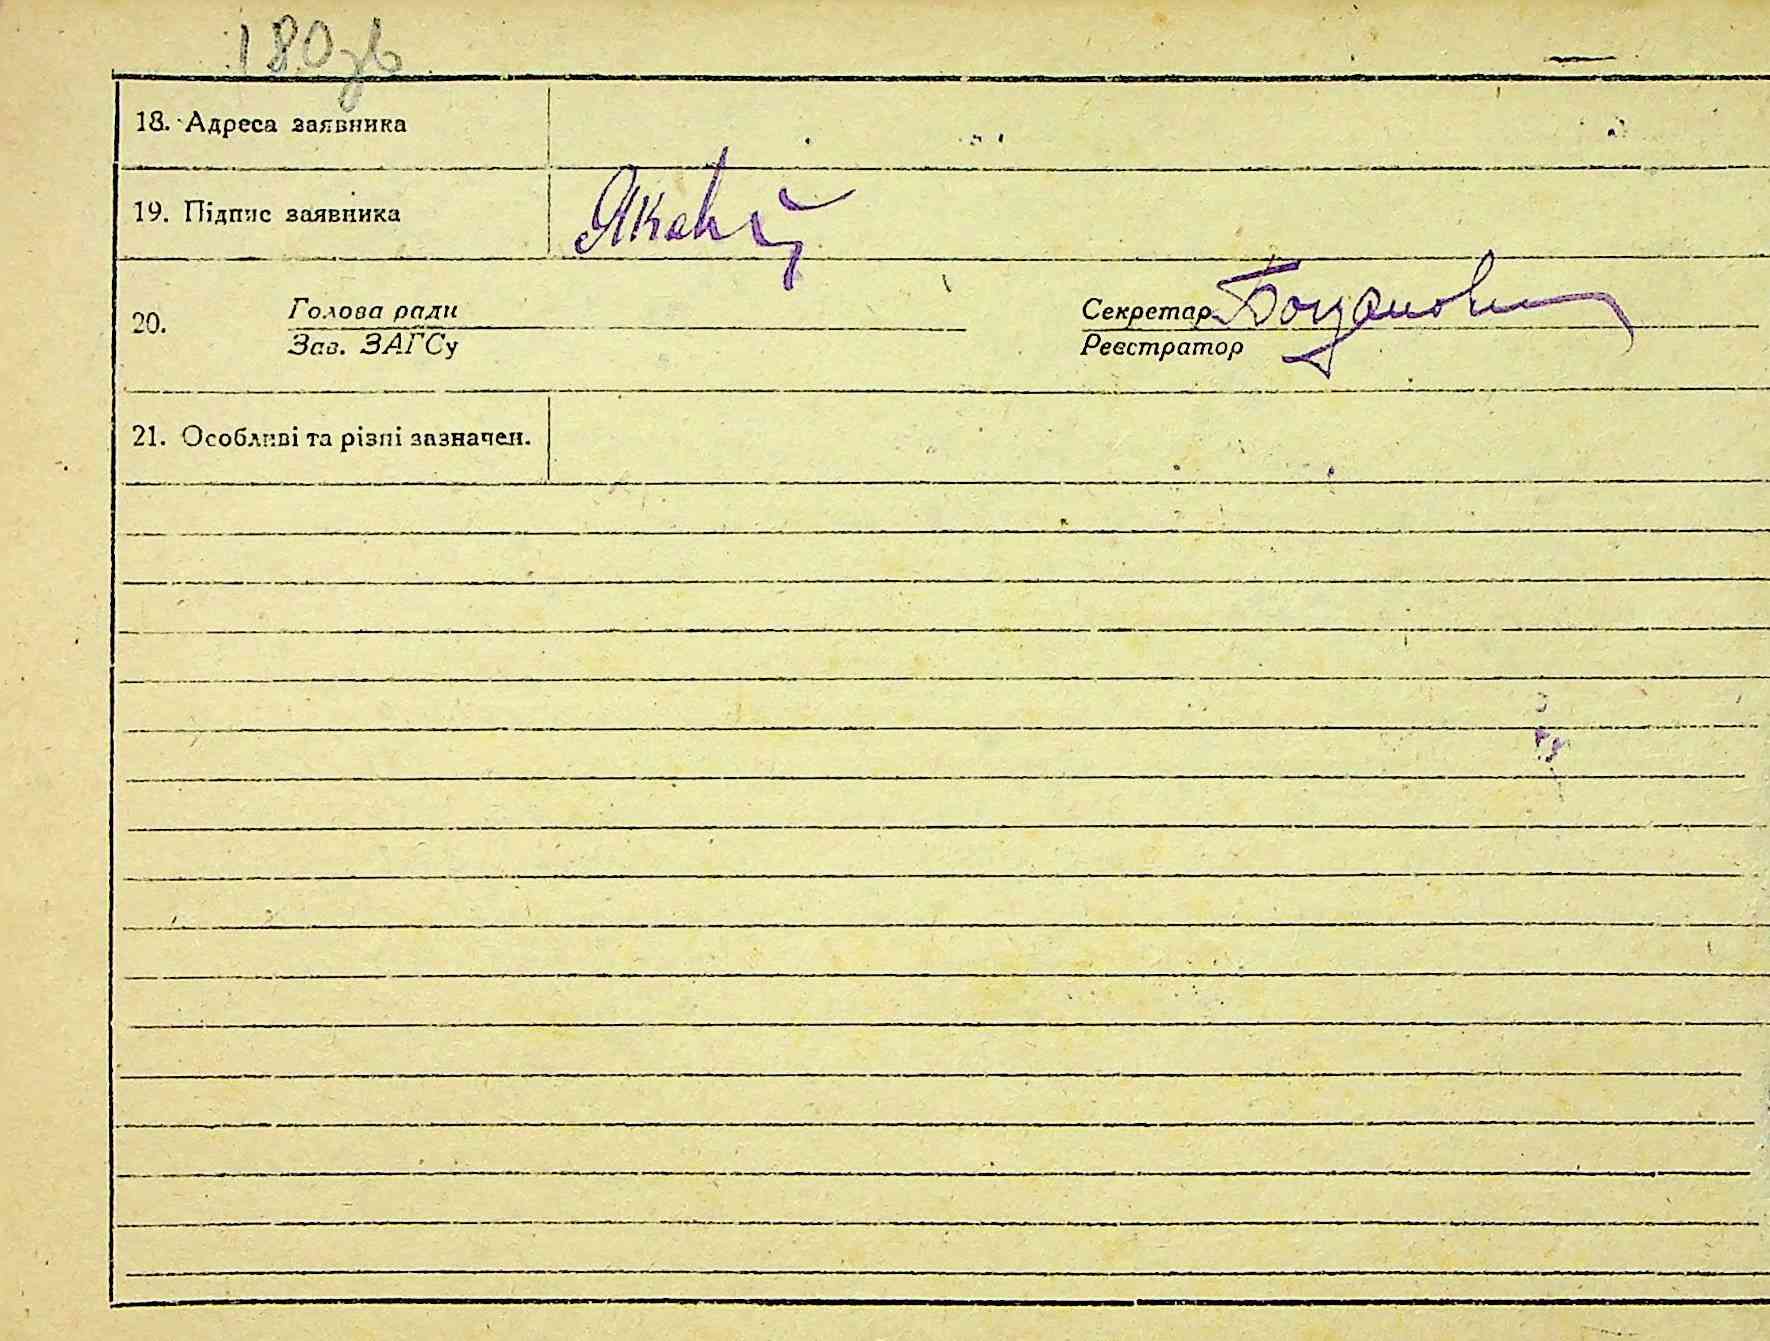 180зв
18. Адреса заявника
19. Підпис заявника
20. Голова ради Секретар Богданов
Зав. ЗАГСу Реєстратор
21. Особливі та різні зазначен.